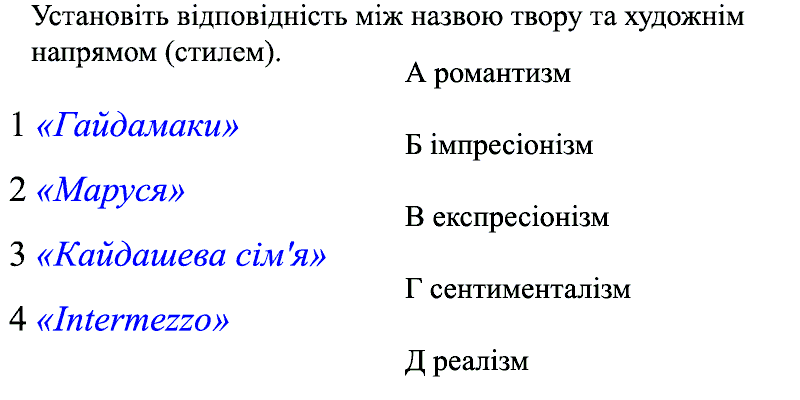 Установіть відповідність між назвою твору та художнім
напрямом (стилем).
1 «Гайдамаки»
2 «Маруся»
3 «Кайдашева сім'я»
4 «Intermezzo»
А романтизм
Б імпресіонізм
В експресіонізм
Г сентименталізм
Д реалізм